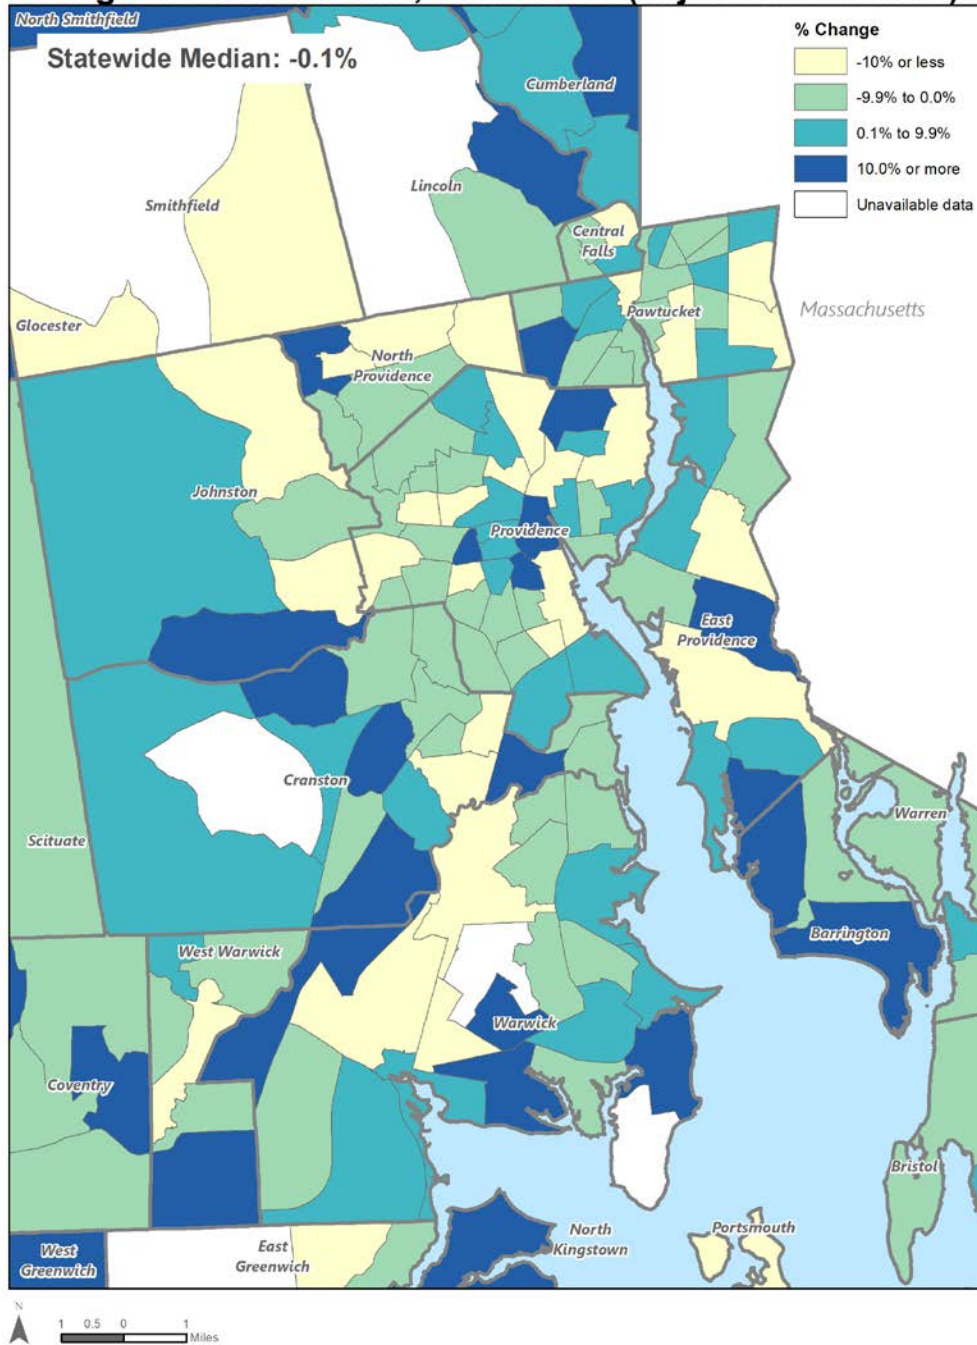 North Smithfield
Statewide Median: -0.1%
% Change
-10% or less
-9.9% to 0.0%
0.1% to 9.9%
10.0% or more
Unavailable data
Cumberland
Lincoln
Smithfield
Central
Falls
Glocester
Pawtucket
Massachusetts
North
Providence
Johnston
Providence
East
Providence
Cranston
Scituate
Warren
West Warwick
Barrington
Warwick
Coventry
Bristol
West
Greenwich
East
Greenwich
North
Kingstown
Portsmouth
N
1 0.5 0 1
Miles